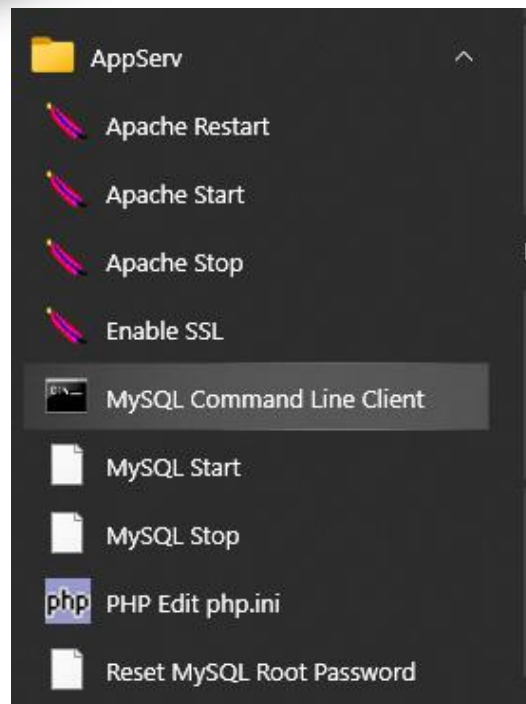 AppServ
Apache Restart
Apache Start
Apache Stop
Enable SSL
MySQL Command Line Client
MySQL Start
MySQL Stop
php PHP Edit php.ini
Reset MySQL Root Password